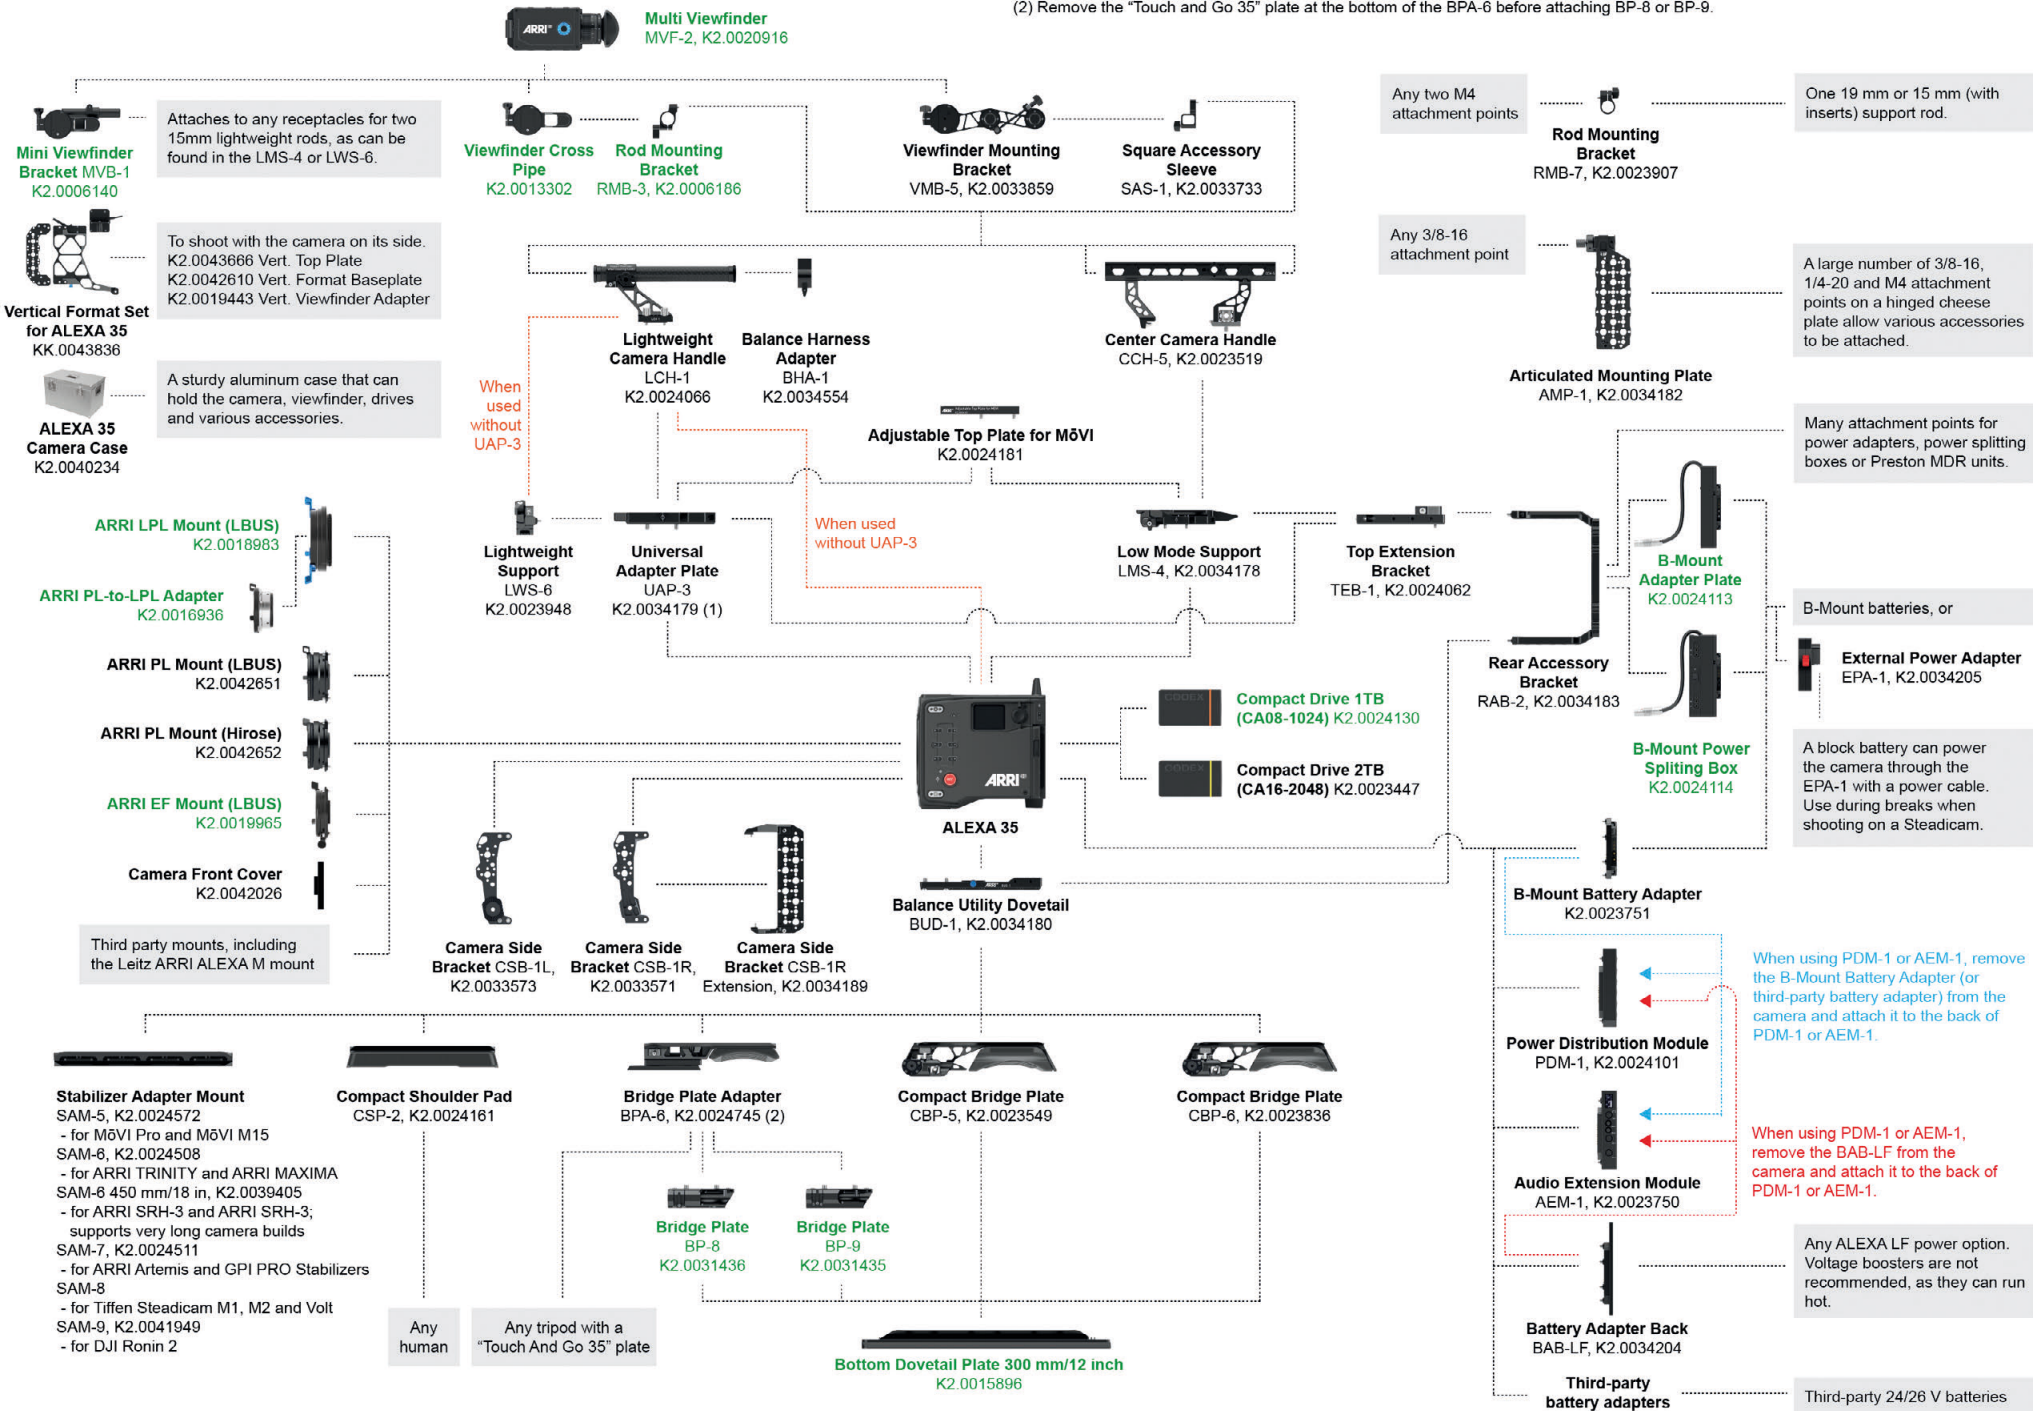 (2) Remove the “Touch and Go 35” plate at the bottom of the BPA-6 before attaching BP-8 or BP-9.
ARRI
Multi Viewfinder
MVF-2, K2.0020916
Mini Viewfinder
Bracket MVB-1
K2.0006140
Attaches to any receptacles for two
15mm lightweight rods, as can be
found in the LMS-4 or LWS-6.
Viewfinder Cross
Pipe
K2.0013302
Rod Mounting
Bracket
RMB-3, K2.0006186
Viewfinder Mounting
Bracket
VMB-5, K2.0033859
Square Accessory
Sleeve
SAS-1, K2.0033733
Any two M4
attachment points
Rod Mounting
Bracket
RMB-7, K2.0023907
One 19 mm or 15 mm (with
inserts) support rod.
Vertical Format Set
for ALEXA 35
KK.0043836
To shoot with the camera on its side.
K2.0043666 Vert. Top Plate
K2.0042610 Vert. Format Baseplate
K2.0019443 Vert. Viewfinder Adapter
Any 3/8-16
attachment point
Articulated Mounting Plate
AMP-1, K2.0034182
A large number of 3/8-16,
1/4-20 and M4 attachment
points on a hinged cheese
plate allow various accessories
to be attached.
ALEXA 35
Camera Case
K2.0040234
A sturdy aluminum case that can
hold the camera, viewfinder, drives
and various accessories.
Lightweight
Camera Handle
LCH-1
K2.0024066
Balance Harness
Adapter
BHA-1
K2.0034554
Center Camera Handle
CCH-5, K2.0023519
When
used
without
UAP-3
Adjustable Top Plate for MōVI
K2.0024181
Many attachment points for
power adapters, power splitting
boxes or Preston MDR units.
ARRI LPL Mount (LBUS)
K2.0018983
ARRI PL-to-LPL Adapter
K2.0016936
ARRI PL Mount (LBUS)
K2.0042651
ARRI PL Mount (Hirose)
K2.0042652
ARRI EF Mount (LBUS)
K2.0019965
Camera Front Cover
K2.0042026
Third party mounts, including
the Leitz ARRI ALEXA M mount
Lightweight
Support
LWS-6
K2.0023948
Universal
Adapter Plate
UAP-3
K2.0034179 (1)
When used
without UAP-3
Low Mode Support
LMS-4, K2.0034178
Top Extension
Bracket
TEB-1, K2.0024062
Rear Accessory
Bracket
RAB-2, K2.0034183
B-Mount
Adapter Plate
K2.0024113
B-Mount Power
Spliting Box
K2.0024114
B-Mount batteries, or
External Power Adapter
EPA-1, K2.0034205
A block battery can power
the camera through the
EPA-1 with a power cable.
Use during breaks when
shooting on a Steadicam.
ARRI
ALEXA 35
CODEX
Compact Drive 1TB
(CA08-1024) K2.0024130
CODEX
Compact Drive 2TB
(CA16-2048) K2.0023447
Camera Side
Bracket CSB-1L,
K2.0033573
Camera Side
Bracket CSB-1R,
K2.0033571
Camera Side
Bracket CSB-1R
Extension, K2.0034189
ARRI
Balance Utility Dovetail
BUD-1, K2.0034180
B-Mount Battery Adapter
K2.0023751
Power Distribution Module
PDM-1, K2.0024101
When using PDM-1 or AEM-1, remove
the B-Mount Battery Adapter (or
third-party battery adapter) from the
camera and attach it to the back of
PDM-1 or AEM-1.
Audio Extension Module
AEM-1, K2.0023750
When using PDM-1 or AEM-1,
remove the BAB-LF from the
camera and attach it to the back of
PDM-1 or AEM-1.
Battery Adapter Back
BAB-LF, K2.0034204
Any ALEXA LF power option.
Voltage boosters are not
recommended, as they can run
hot.
Third-party
battery adapters
Third-party 24/26 V batteries
Stabilizer Adapter Mount
SAM-5, K2.0024572
- for MōVI Pro and MōVI M15
SAM-6, K2.0024508
- for ARRI TRINITY and ARRI MAXIMA
SAM-6 450 mm/18 in, K2.0039405
- for ARRI SRH-3 and ARRI SRH-3;
supports very long camera builds
SAM-7, K2.0024511
- for ARRI Artemis and GPI PRO Stabilizers
SAM-8
- for Tiffen Steadicam M1, M2 and Volt
SAM-9, K2.0041949
- for DJI Ronin 2
Compact Shoulder Pad
CSP-2, K2.0024161
Any
human
Bridge Plate Adapter
BPA-6, K2.0024745 (2)
Any tripod with a
“Touch And Go 35” plate
Bridge Plate
BP-8
K2.0031436
Bridge Plate
BP-9
K2.0031435
Compact Bridge Plate
CBP-5, K2.0023549
Compact Bridge Plate
CBP-6, K2.0023836
Bottom Dovetail Plate 300 mm/12 inch
K2.0015896